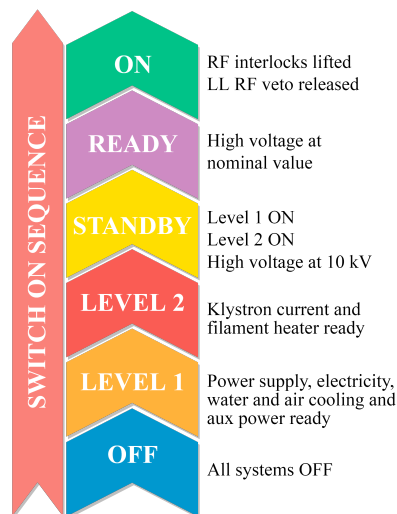 SWITCH ON SEQUENCE
ON
RF interlocks lifted
LL RF veto released
READY
High voltage at
nominal value
STANDBY
Level 1 ON
Level 2 ON
High voltage at 10 kV
LEVEL 2
Klystron current and
filament heater ready
LEVEL 1
Power supply, electricity,
water and air cooling and
aux power ready
OFF
All systems OFF